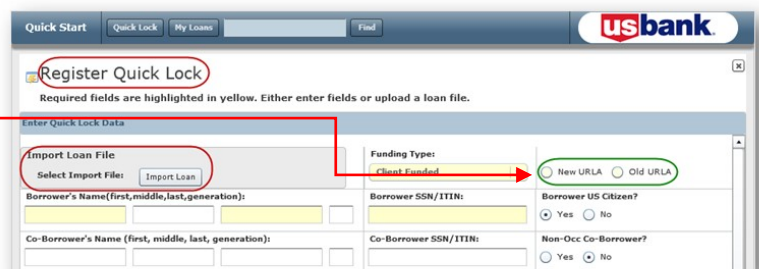 Quick Start Quick Lock My Loans Find usbank.
Register Quick Lock
Required fields are highlighted in yellow. Either enter fields or upload a loan file.
Enter Quick Lock Data
Import Loan File
Select Import File: Import Loan
Funding Type:
Client Funded
New URLA Old URLA
Borrower's Name(first,middle,last,generation):
Borrower SSN/ITIN:
Borrower US Citizen?
Yes No
Co-Borrower's Name (first, middle, last, generation):
Co-Borrower SSN/ITIN:
Non-Occ Co-Borrower?
Yes No